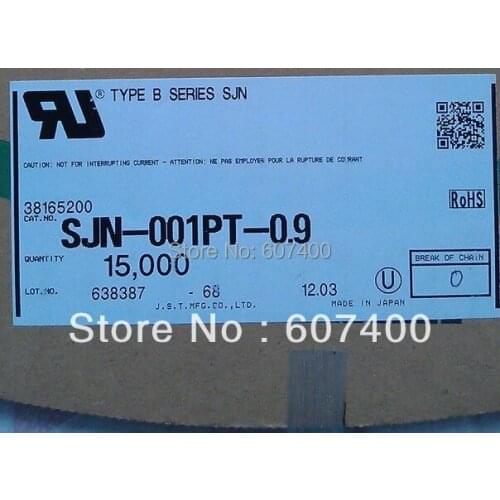 RU ® TYPE B SERIES SJN
CAUTION: NOT FOR INTERRUPTING CURRENT - ATTENTION: NE PAS EMPLOYER POUR LA RUPTURE DE COURANT
38165200
CAT.NO. SJN-001PT-0.9
RoHS
Store No: 607400
QUANTITY 15,000
BREAK OF CHAIN
U
0
LOT.NO. 638387 - 68 12.03 MADE IN JAPAN
J.S.T.MFG.CO.,LTD.
Store No : 607400